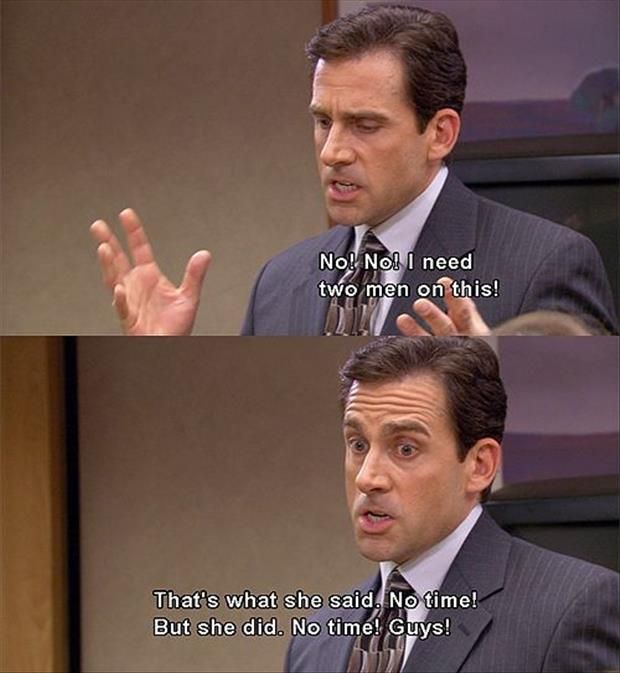 No! No! I need
two men on this!
That's what she said. No time!
But she did. No time! Guys!